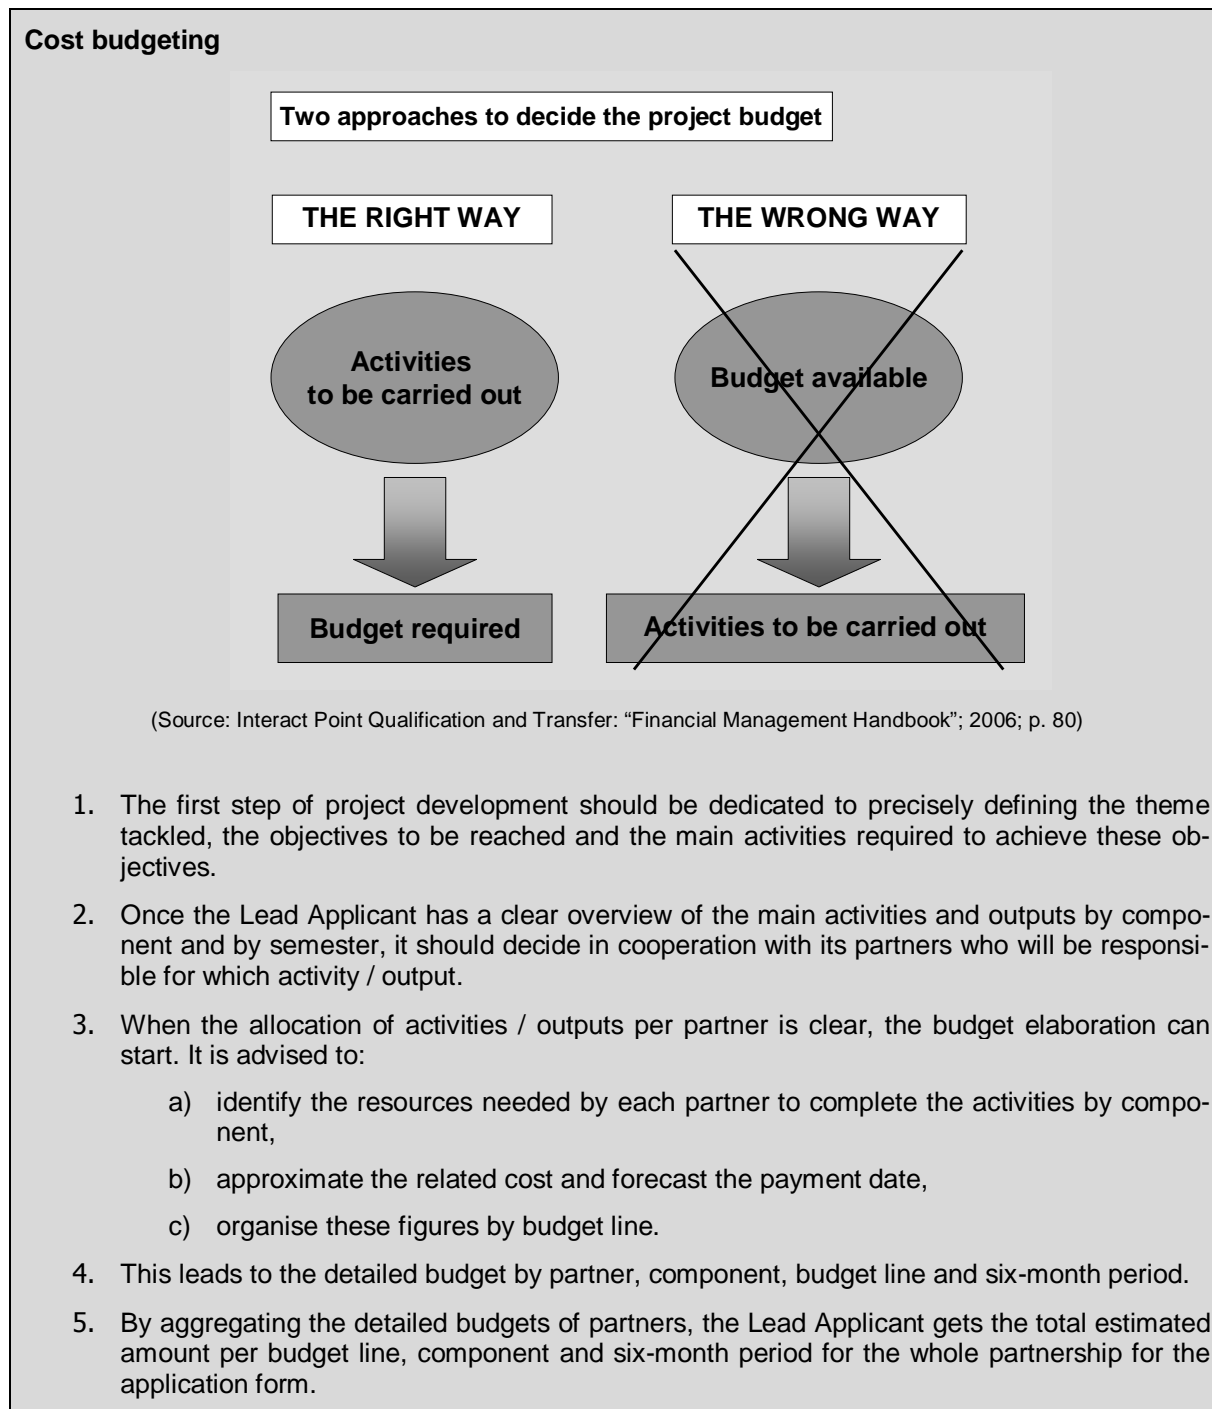 Cost budgeting
Two approaches to decide the project budget
THE RIGHT WAY
THE WRONG WAY
Activities
to be carried out
Budget available
Budget required
Activities to be carried out
(Source: Interact Point Qualification and Transfer: “Financial Management Handbook”; 2006; p. 80)
1. The first step of project development should be dedicated to precisely defining the theme
tackled, the objectives to be reached and the main activities required to achieve these ob-
jectives.
2. Once the Lead Applicant has a clear overview of the main activities and outputs by compo-
nent and by semester, it should decide in cooperation with its partners who will be responsi-
ble for which activity / output.
3. When the allocation of activities / outputs per partner is clear, the budget elaboration can
start. It is advised to:
a) identify the resources needed by each partner to complete the activities by compo-
nent,
b) approximate the related cost and forecast the payment date,
c) organise these figures by budget line.
4. This leads to the detailed budget by partner, component, budget line and six-month period.
5. By aggregating the detailed budgets of partners, the Lead Applicant gets the total estimated
amount per budget line, component and six-month period for the whole partnership for the
application form.